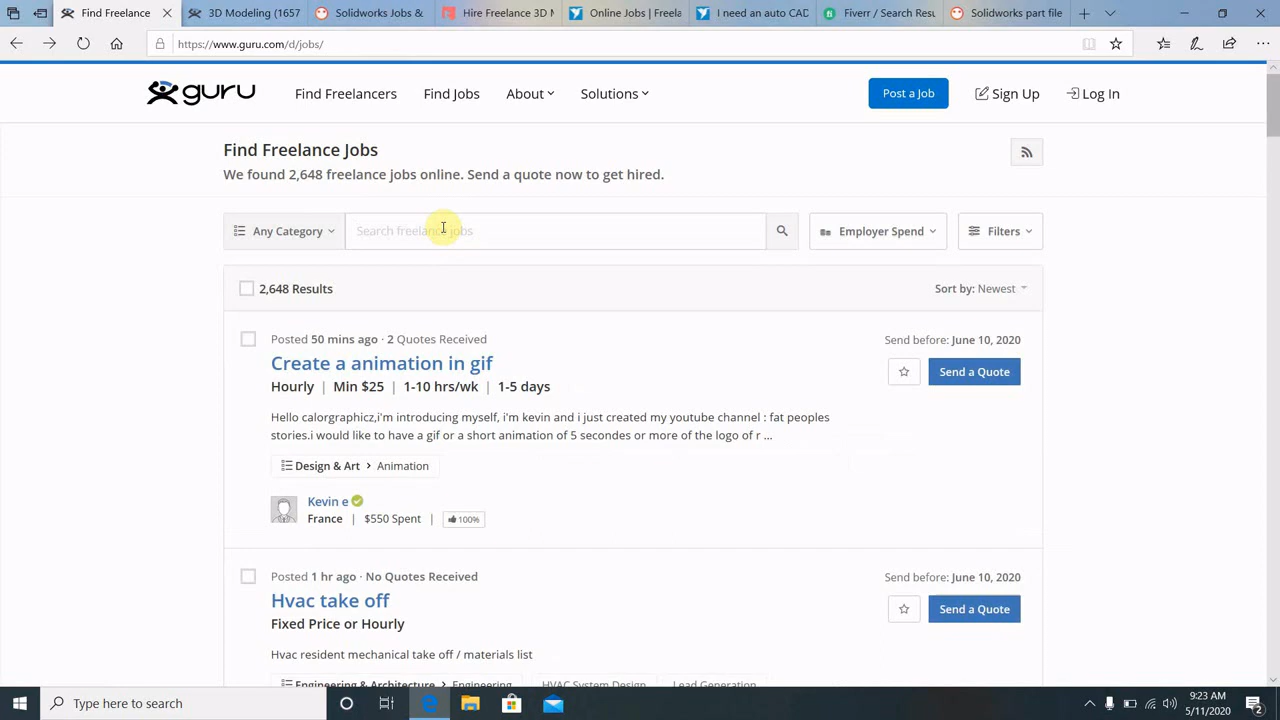 Find Freelance
3D Modeling (1657
Solidworks Jobs &
Hire Freelance 3D M
Online Jobs | Freela
I need an auto CAD
Fiverr / Search Resu
Solidworks part file
https://www.guru.com/d/jobs/
guru
Find Freelancers
Find Jobs
About
Solutions
Post a Job
Sign Up
Log In
Find Freelance Jobs
We found 2,648 freelance jobs online. Send a quote now to get hired.
Any Category
Search freelance jobs
Employer Spend
Filters
2,648 Results
Sort by: Newest
Posted 50 mins ago · 2 Quotes Received
Send before: June 10, 2020
Create a animation in gif
Send a Quote
Hourly | Min $25 | 1-10 hrs/wk | 1-5 days
Hello calorgraphicz,i'm introducing myself, i'm kevin and i just created my youtube channel : fat peoples
stories.i would like to have a gif or a short animation of 5 secondes or more of the logo of r ...
Design & Art > Animation
Kevin e
France | $550 Spent | 100%
Posted 1 hr ago · No Quotes Received
Send before: June 10, 2020
Hvac take off
Send a Quote
Fixed Price or Hourly
Hvac resident mechanical take off / materials list
Engineering & Architecture > Engineering
HVAC System Design
Lead Generation
Type here to search
9:23 AM
5/11/2020
2